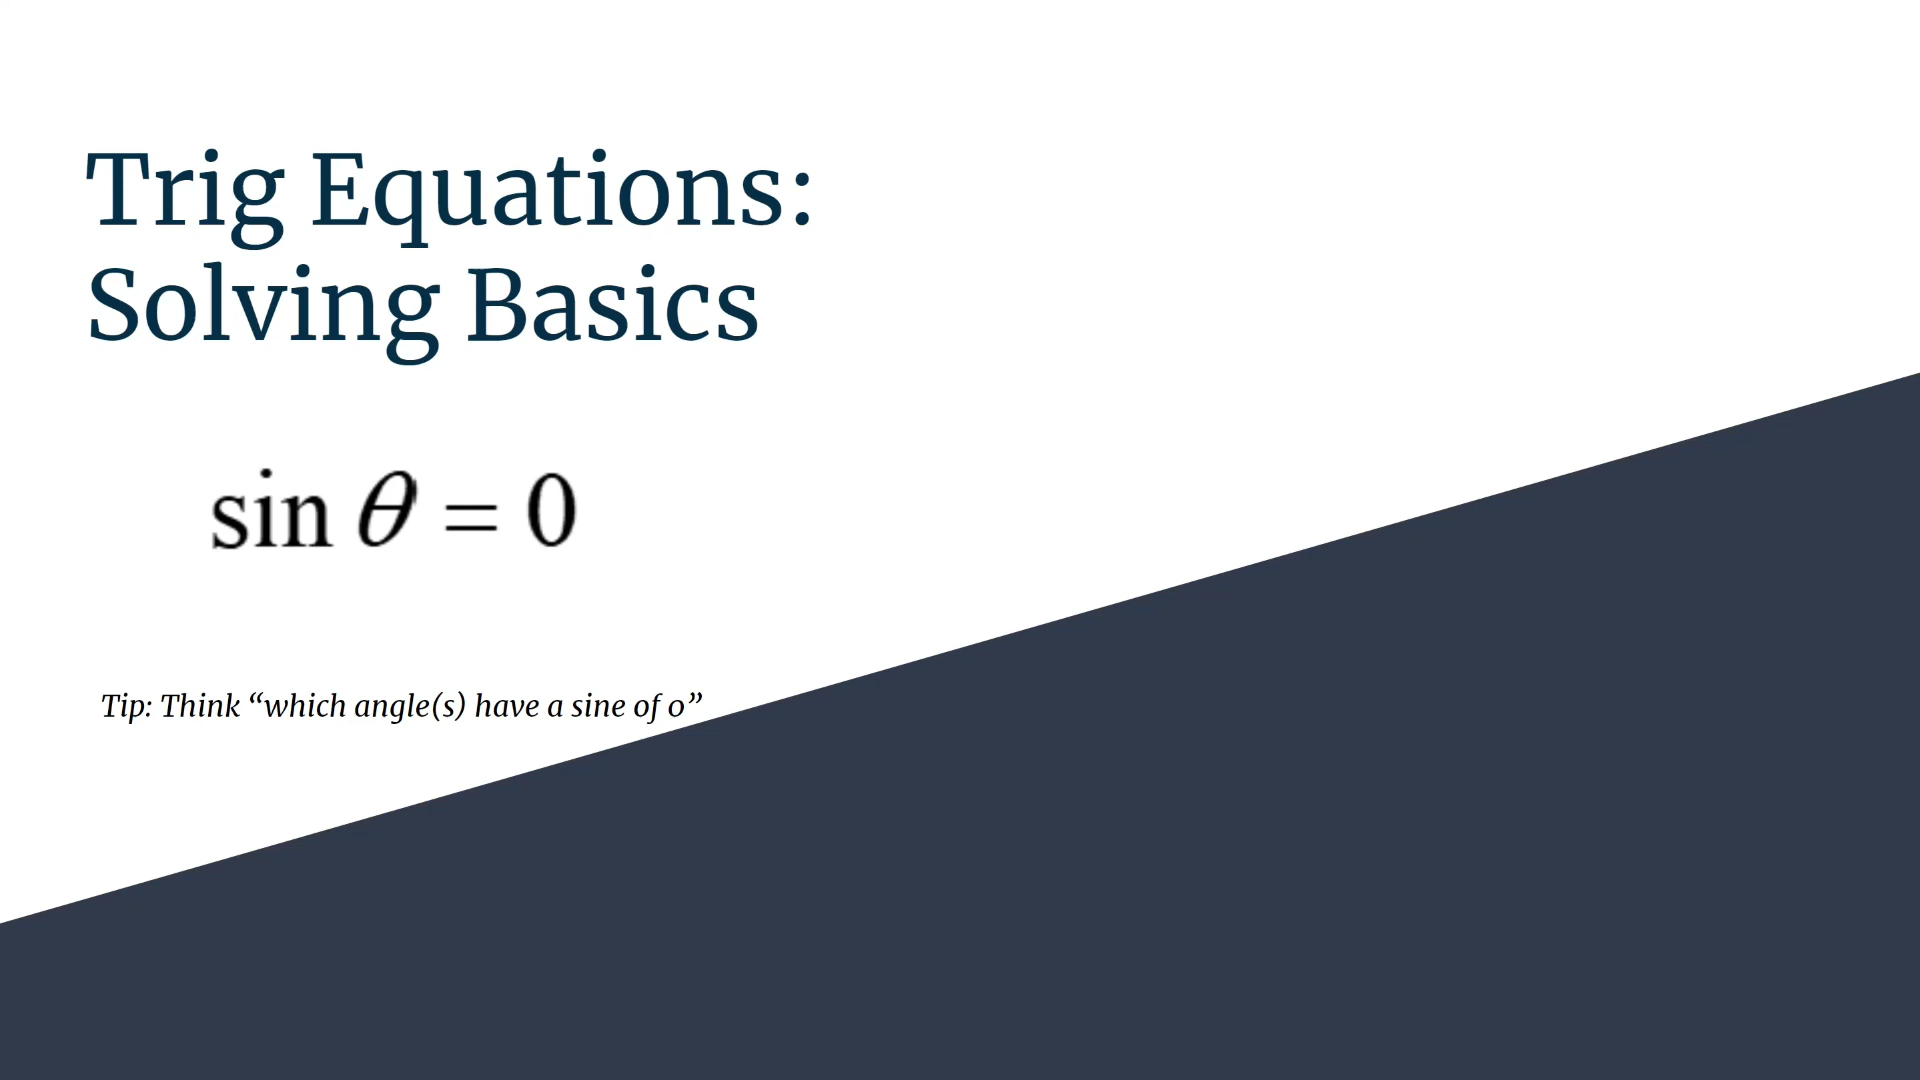 Trig Equations:
Solving Basics
sin θ = 0
Tip: Think “which angle(s) have a sine of 0”